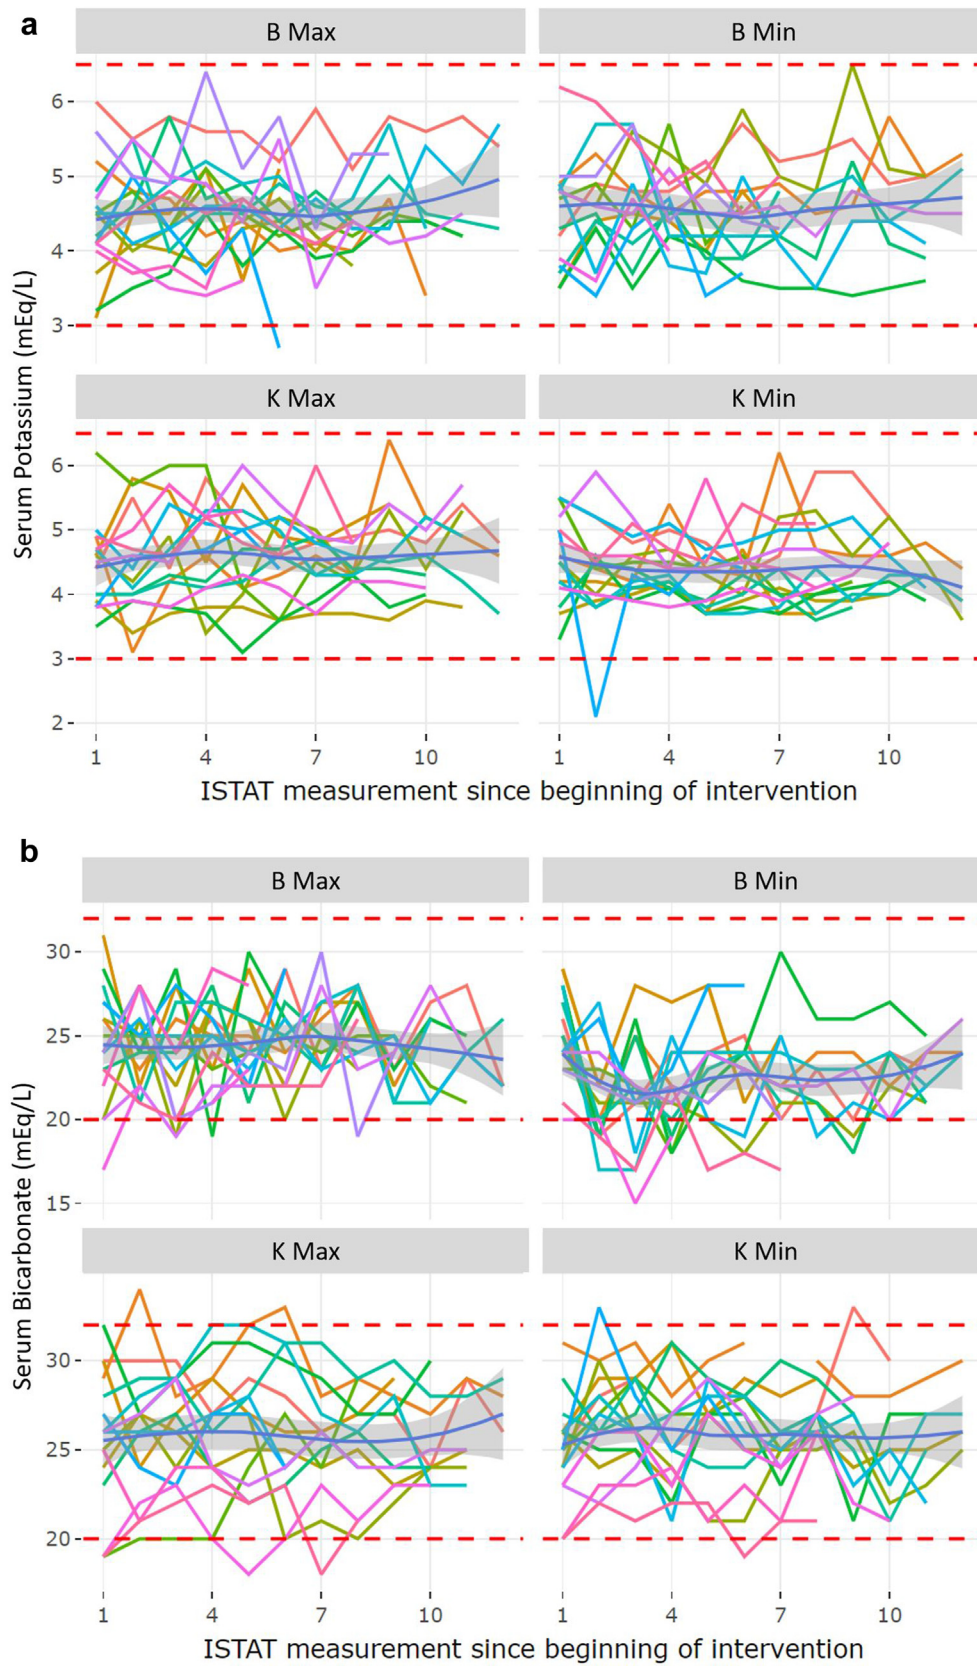 a
B Max
B Min
6
5
4
3
K Max
K Min
6
5
4
3
2
Serum Potassium (mEq/L)
1
4
7
10
1
4
7
10
ISTAT measurement since beginning of intervention
b
B Max
B Min
30
25
20
15
K Max
K Min
30
25
20
Serum Bicarbonate (mEq/L)
1
4
7
10
1
4
7
10
ISTAT measurement since beginning of intervention